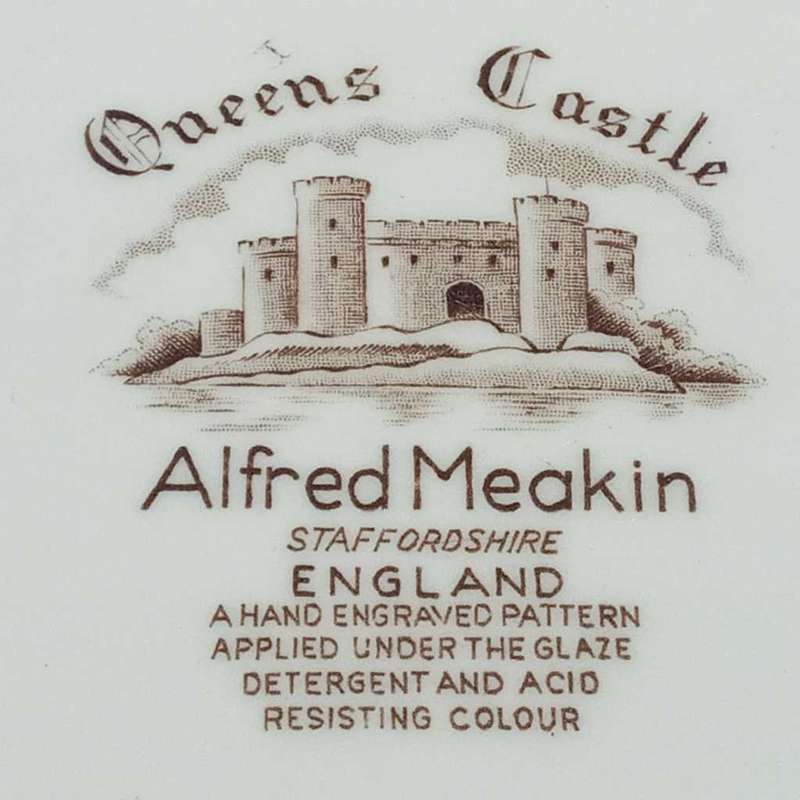 Queens Castle
Alfred Meakin
STAFFORDSHIRE
ENGLAND
A HAND ENGRAVED PATTERN
APPLIED UNDER THE GLAZE
DETERGENT AND ACID
RESISTING COLOUR